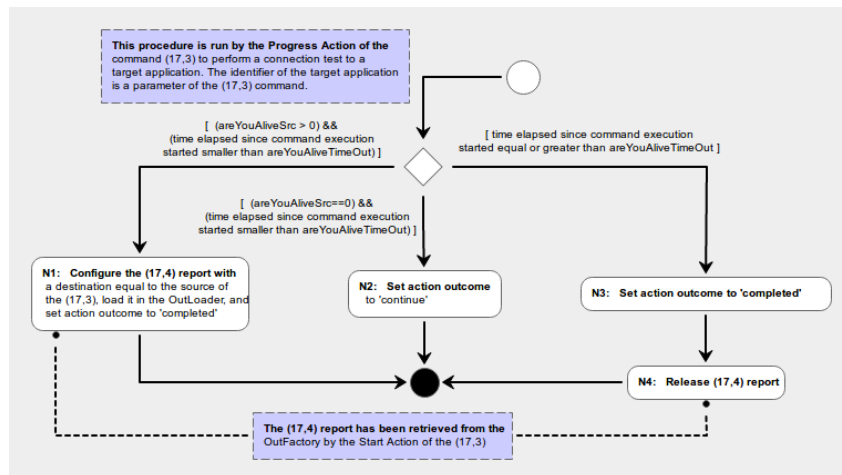 This procedure is run by the Progress Action of the
command (17,3) to perform a connection test to a
target application. The identifier of the target application
is a parameter of the (17,3) command.
[ (areYouAliveSrc > 0) &&
(time elapsed since command execution
started smaller than areYouAliveTimeOut) ]
[ time elapsed since command execution
started equal or greater than areYouAliveTimeOut ]
[ (areYouAliveSrc==0) &&
(time elapsed since command execution
started smaller than areYouAliveTimeOut) ]
N1: Configure the (17,4) report with
a destination equal to the source of
the (17,3), load it in the OutLoader, and
set action outcome to 'completed'
N2: Set action outcome
to 'continue'
N3: Set action outcome to 'completed'
N4: Release (17,4) report
The (17,4) report has been retrieved from the
OutFactory by the Start Action of the (17,3)